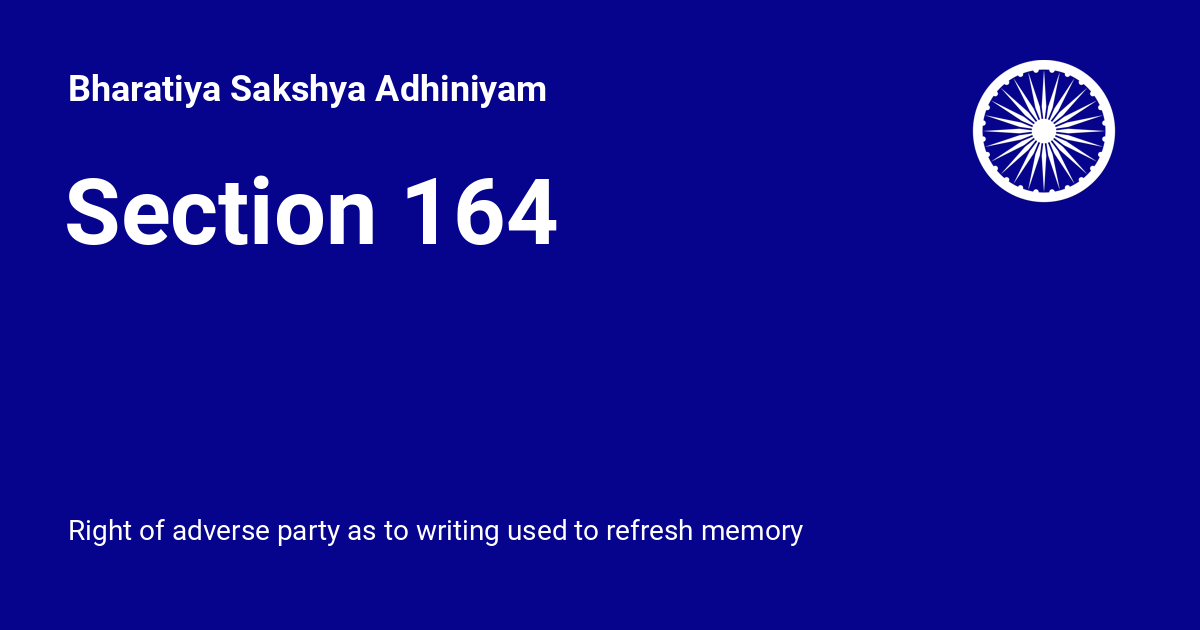 Bharatiya Sakshya Adhiniyam
Section 164
Right of adverse party as to writing used to refresh memory